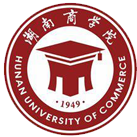 湖南商学院
1949
HUNAN UNIVERSITY OF COMMERCE